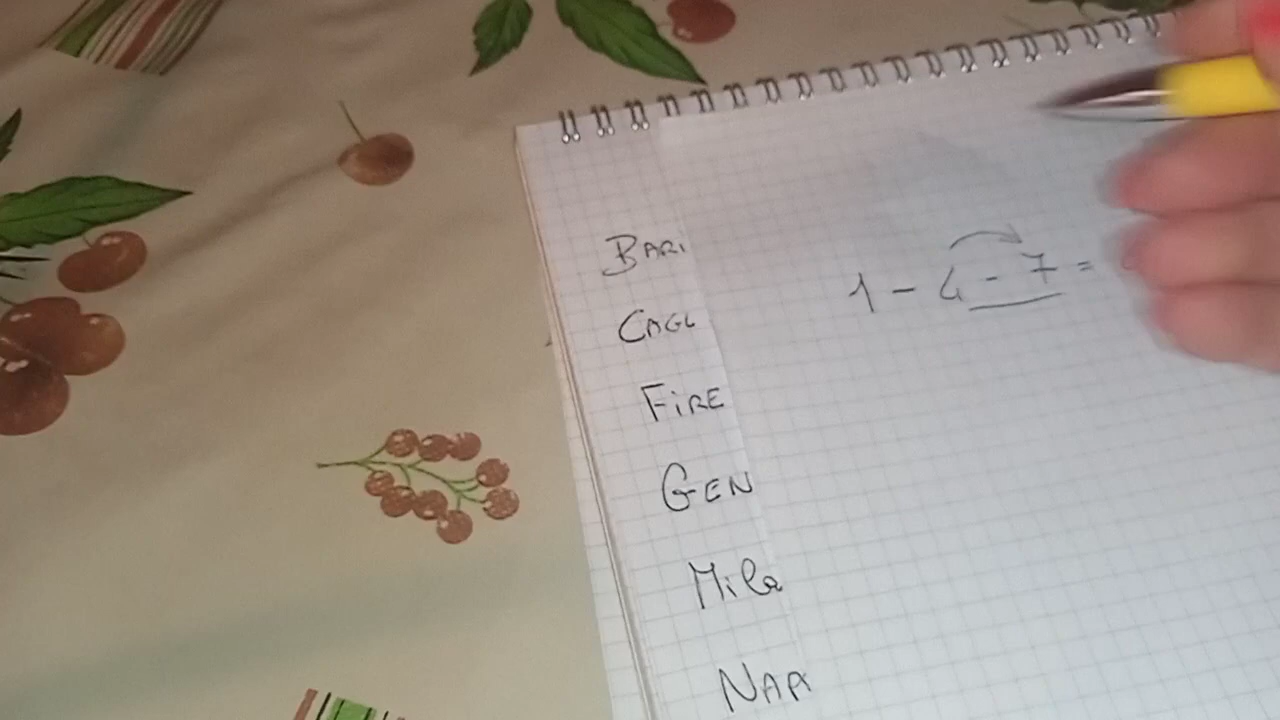 BARI
CAGL
FIRE
GEN
Mila
NAP
1 - 4 - 7 =